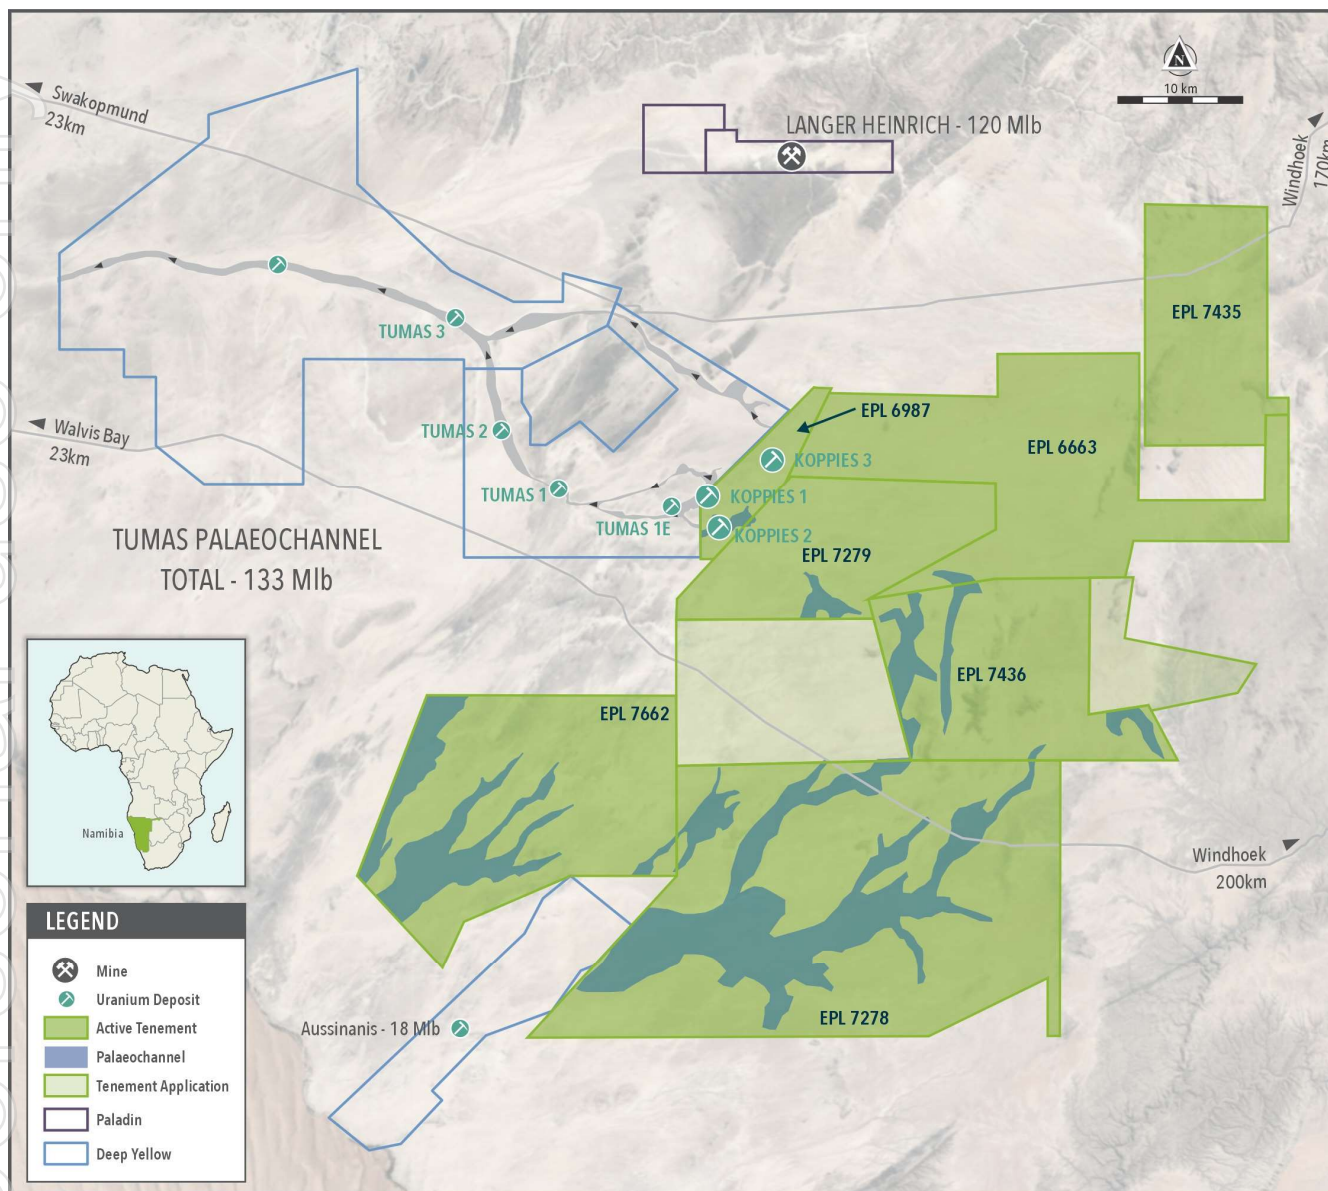 N
10 km
Swakopmund
23km
LANGER HEINRICH - 120 Mlb
Windhoek
170km
EPL 7435
TUMAS 3
EPL 6987
Walvis Bay
23km
TUMAS 2
EPL 6663
KOPPIES 3
TUMAS 1
KOPPIES 1
TUMAS 1E
KOPPIES 2
TUMAS PALAEOCHANNEL
TOTAL - 133 Mlb
EPL 7279
EPL 7436
EPL 7662
Namibia
Windhoek
200km
LEGEND
Mine
Uranium Deposit
Active Tenement
Palaeochannel
Tenement Application
Paladin
Deep Yellow
EPL 7278
Aussinanis - 18 Mlb